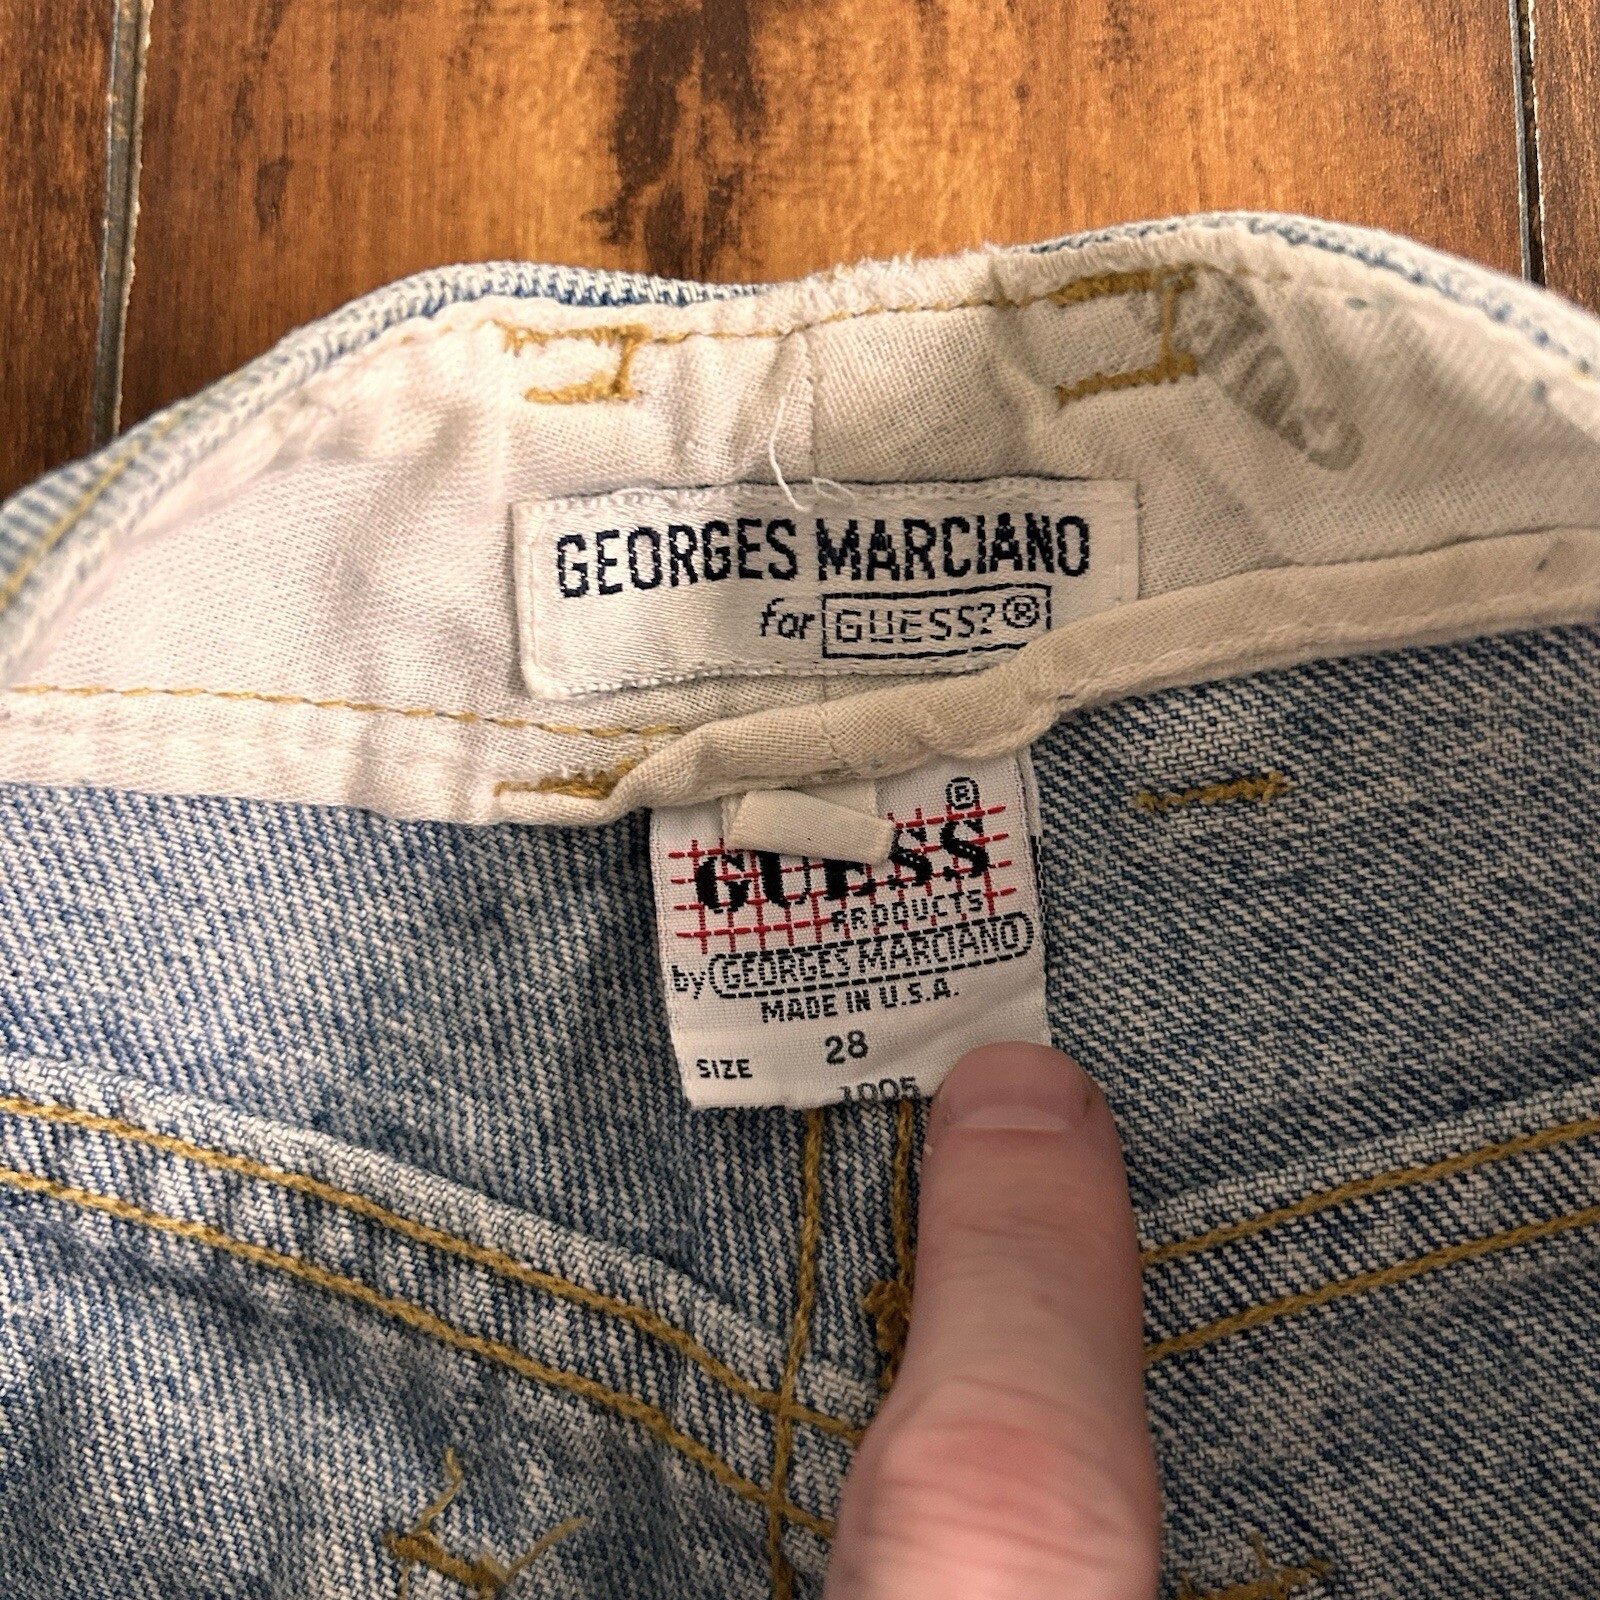 GEORGES MARCIANO
for GUESS?®
®
GUESS
PRODUCTS
by GEORGES MARCIANO
MADE IN U.S.A.
SIZE 28